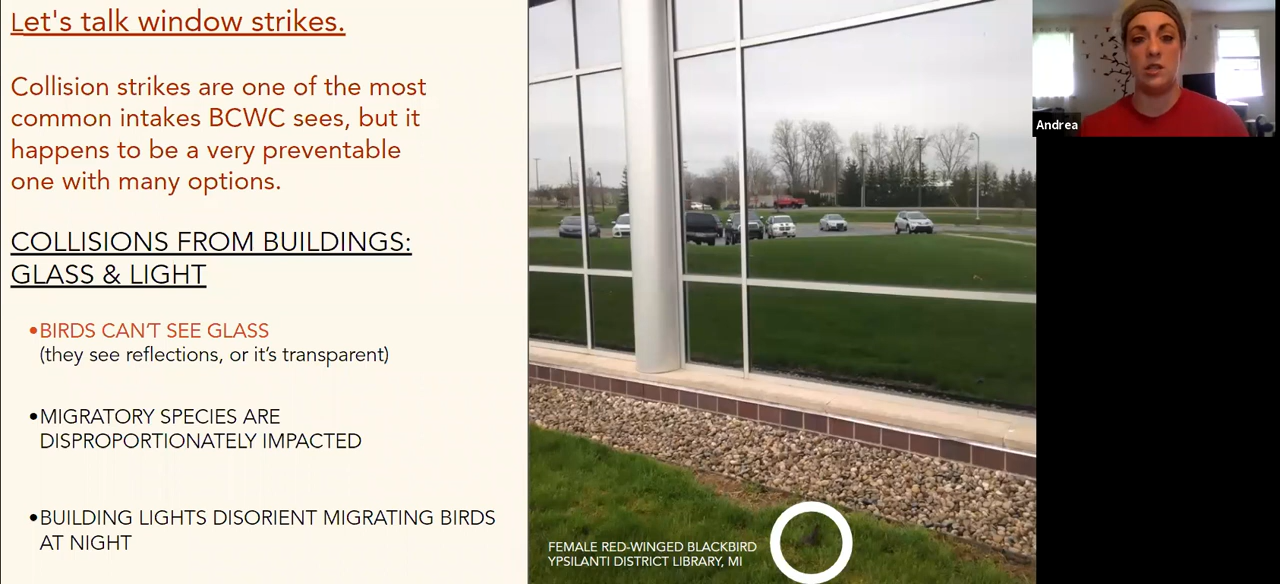 Let's talk window strikes.
Collision strikes are one of the most
common intakes BCWC sees, but it
happens to be a very preventable
one with many options.
COLLISIONS FROM BUILDINGS:
GLASS & LIGHT
•BIRDS CAN'T SEE GLASS
(they see reflections, or it's transparent)
•MIGRATORY SPECIES ARE
DISPROPORTIONATELY IMPACTED
•BUILDING LIGHTS DISORIENT MIGRATING BIRDS
AT NIGHT
FEMALE RED-WINGED BLACKBIRD
YPSILANTI DISTRICT LIBRARY, MI
Andrea